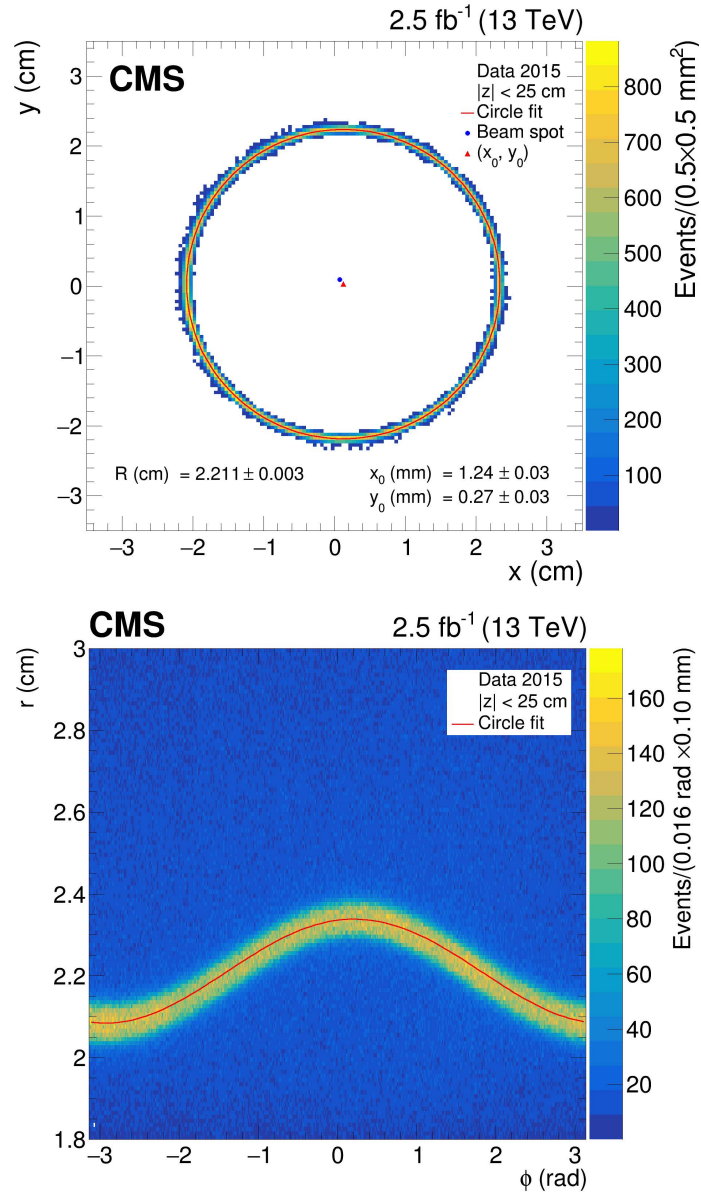 2.5 fb⁻¹ (13 TeV)
CMS
Data 2015
|z| < 25 cm
Circle fit
Beam spot
(x₀, y₀)
y (cm)
3
2
1
0
−1
−2
−3
R (cm) = 2.211 ± 0.003
x₀ (mm) = 1.24 ± 0.03
y₀ (mm) = 0.27 ± 0.03
−3 −2 −1 0 1 2 3
x (cm)
800
700
600
500
400
300
200
100
Events/(0.5×0.5 mm²)
CMS 2.5 fb⁻¹ (13 TeV)
Data 2015
|z| < 25 cm
Circle fit
r (cm)
3
2.8
2.6
2.4
2.2
2
1.8
−3 −2 −1 0 1 2 3
ϕ (rad)
160
140
120
100
80
60
40
20
Events/(0.016 rad ×0.10 mm)